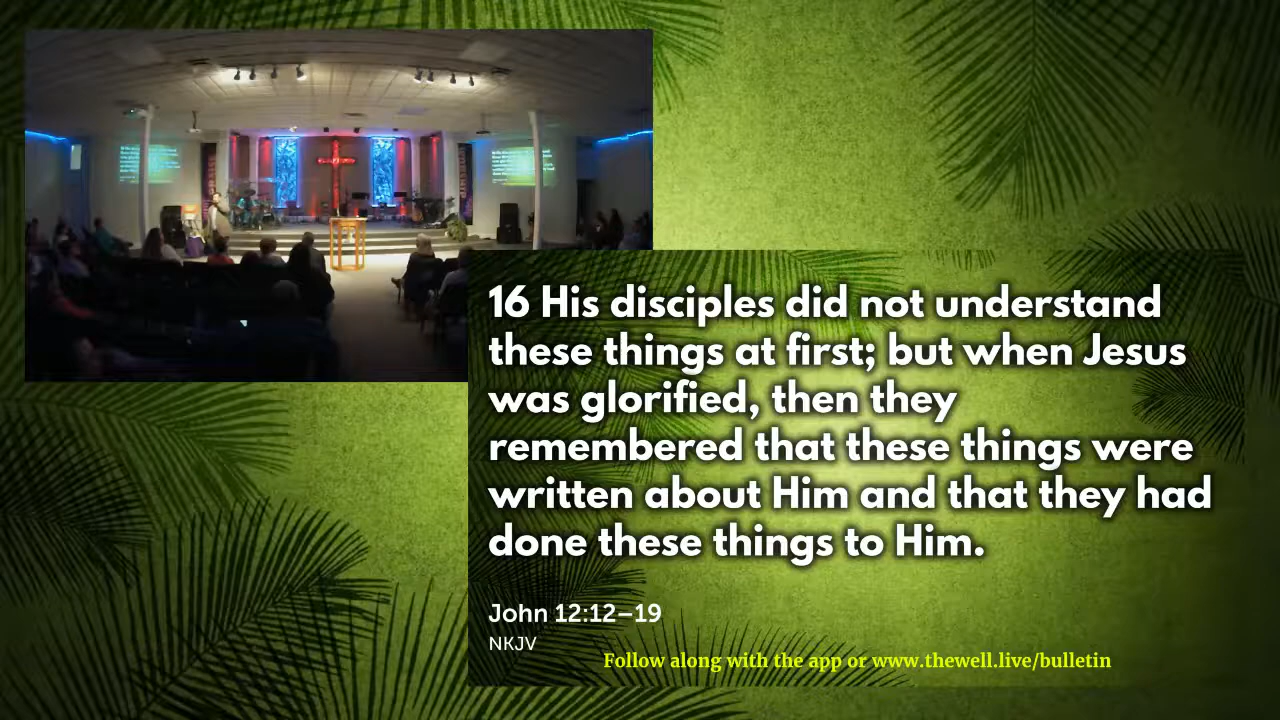 16 His disciples did not understand
these things at first; but when Jesus
was glorified, then they
remembered that these things were
written about Him and that they had
done these things to Him.
John 12:12–19
NKJV
Follow along with the app or www.thewell.live/bulletin